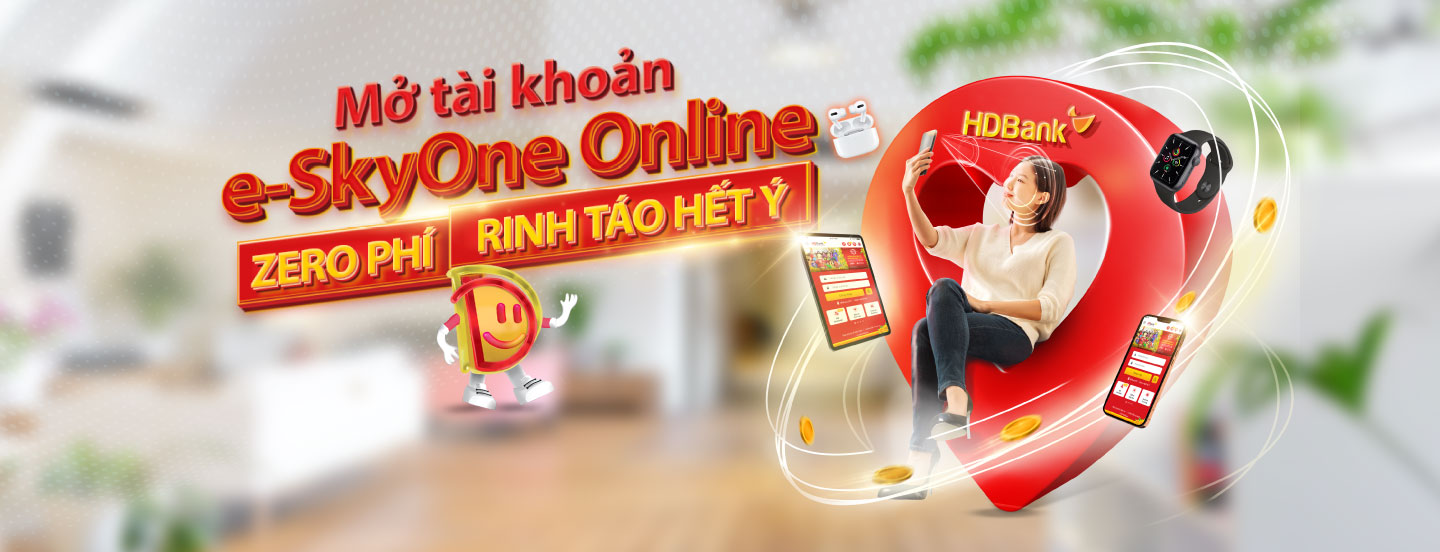 Mở tài khoản
e-SkyOne Online
ZERO PHÍ
RINH TÁO HẾT Ý
HDBank